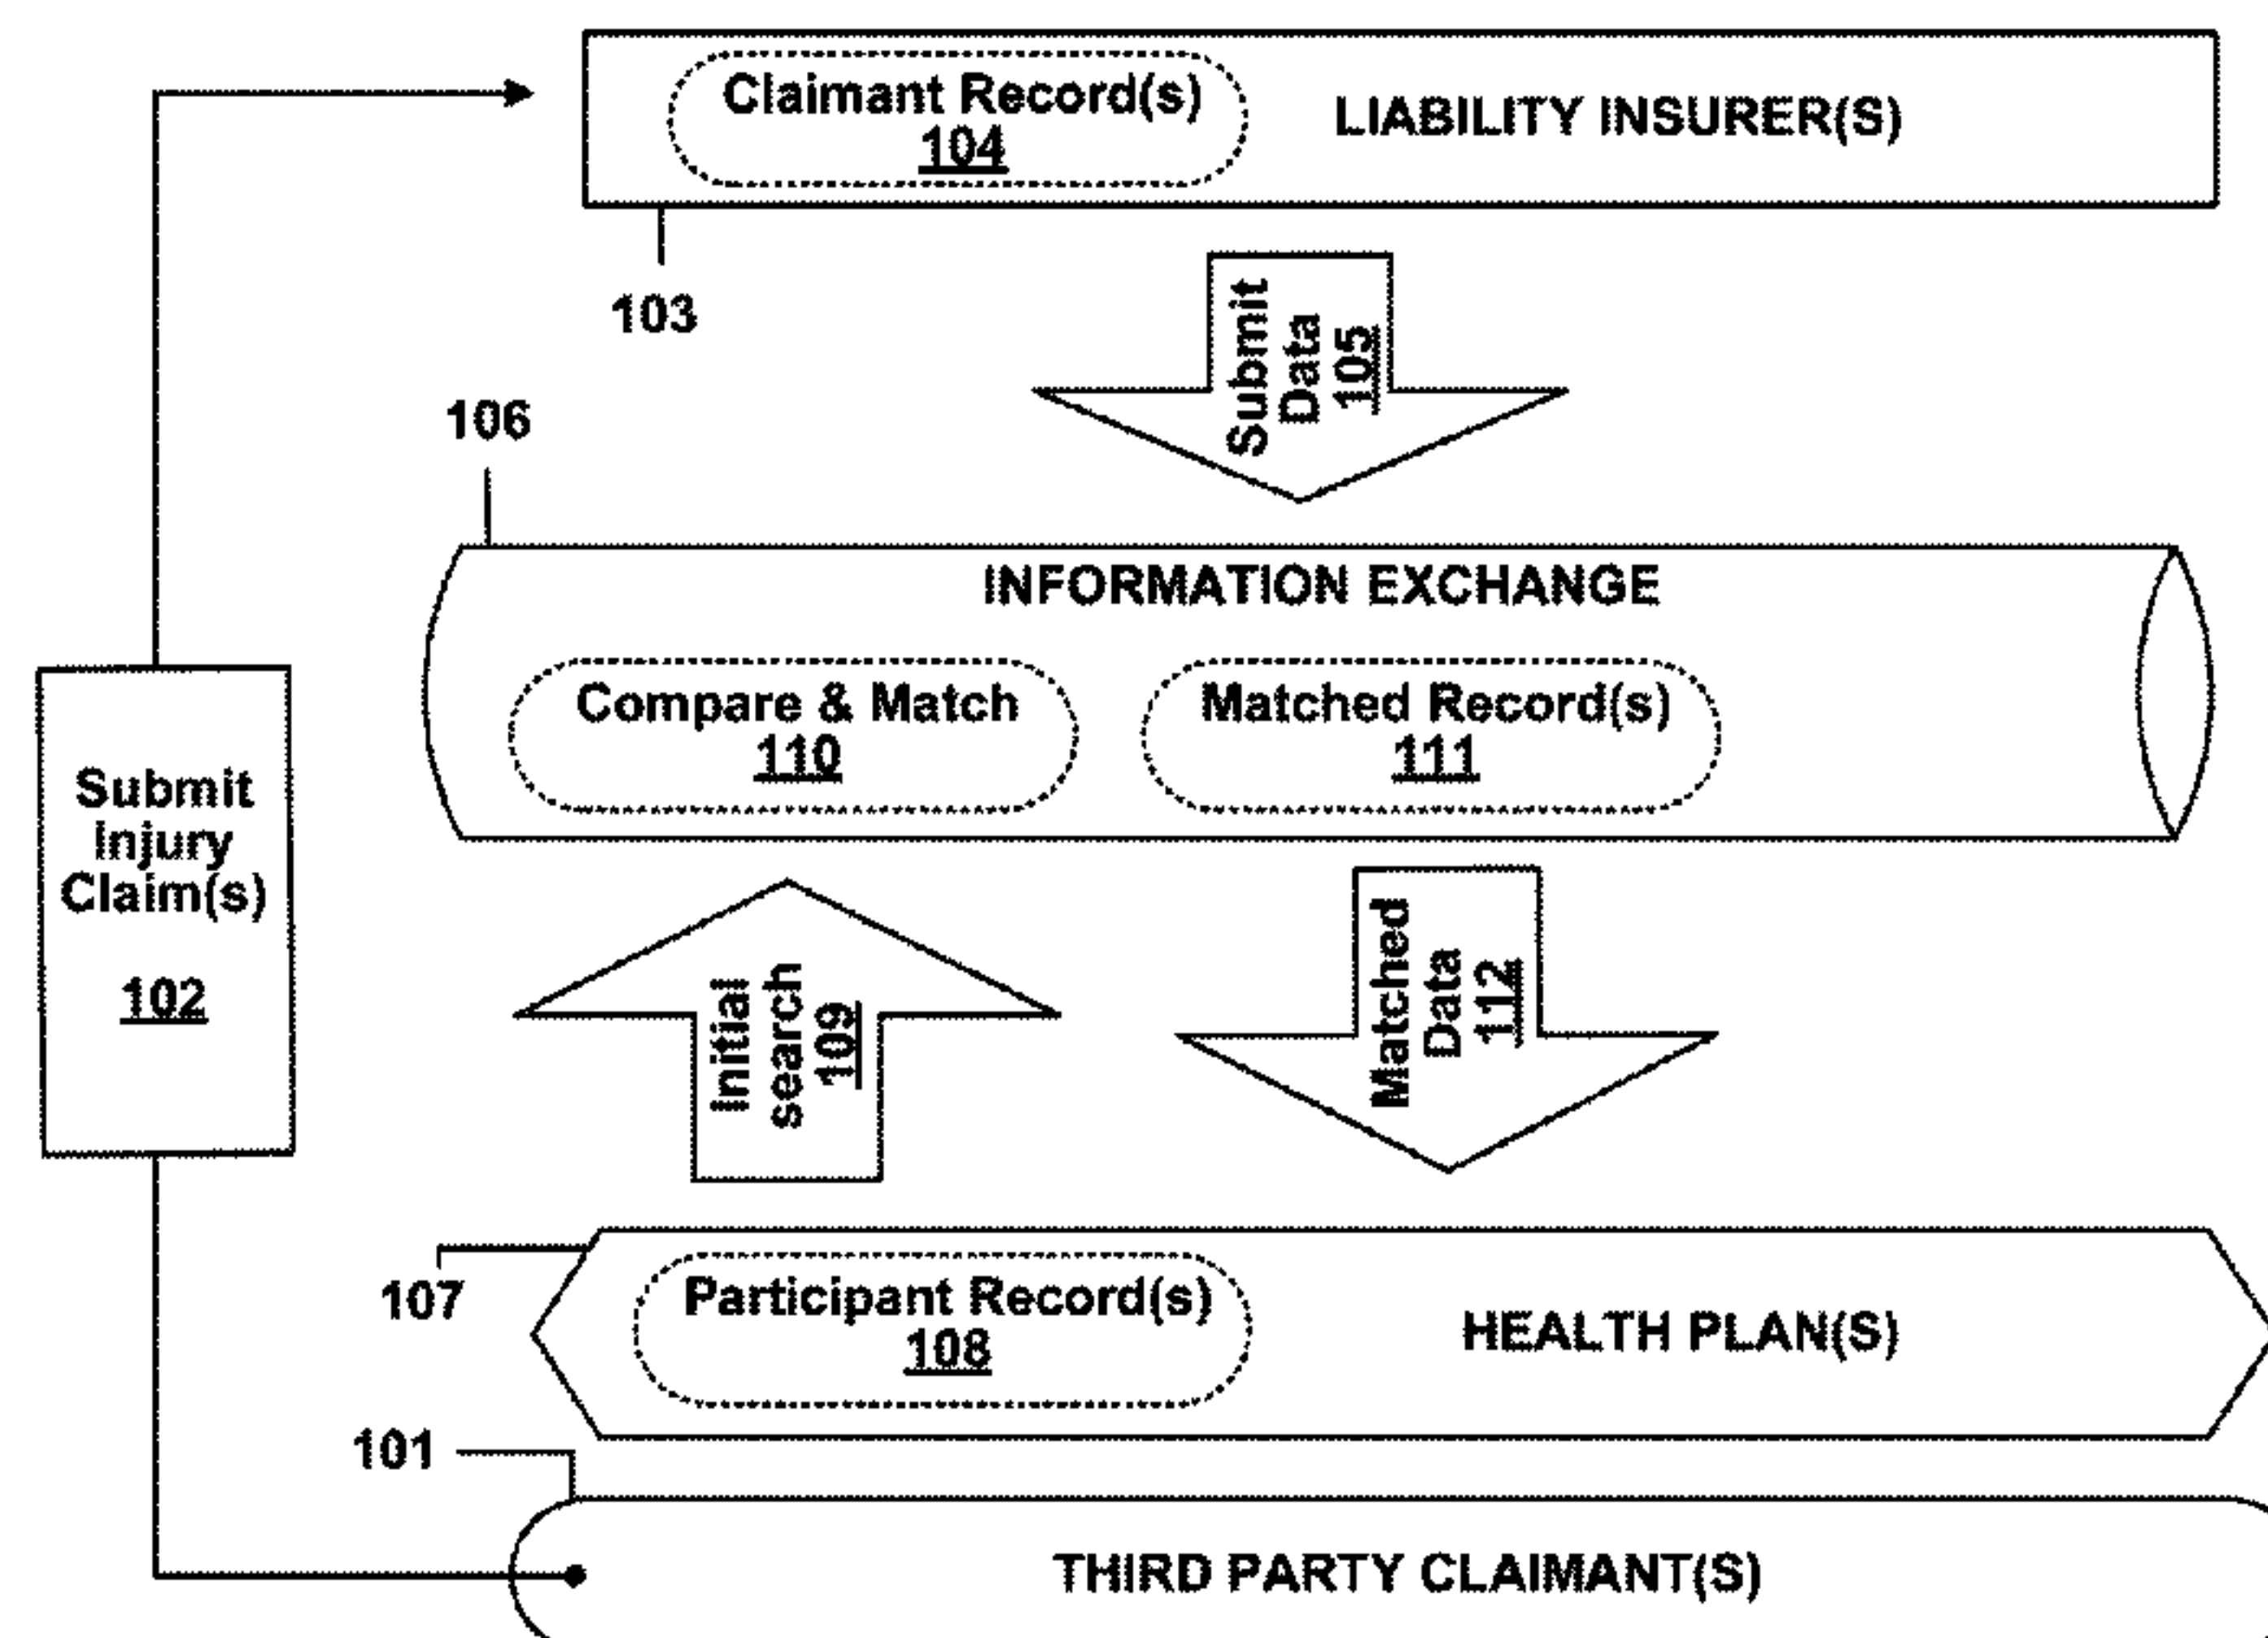 Claimant Record(s)
104
LIABILITY INSURER(S)
103
Submit
Data
105
106
INFORMATION EXCHANGE
Compare & Match
110
Matched Record(s)
111
Submit
Injury
Claim(s)
102
Initial
search
109
Matched
Data
112
107
Participant Record(s)
108
HEALTH PLAN(S)
101
THIRD PARTY CLAIMANT(S)